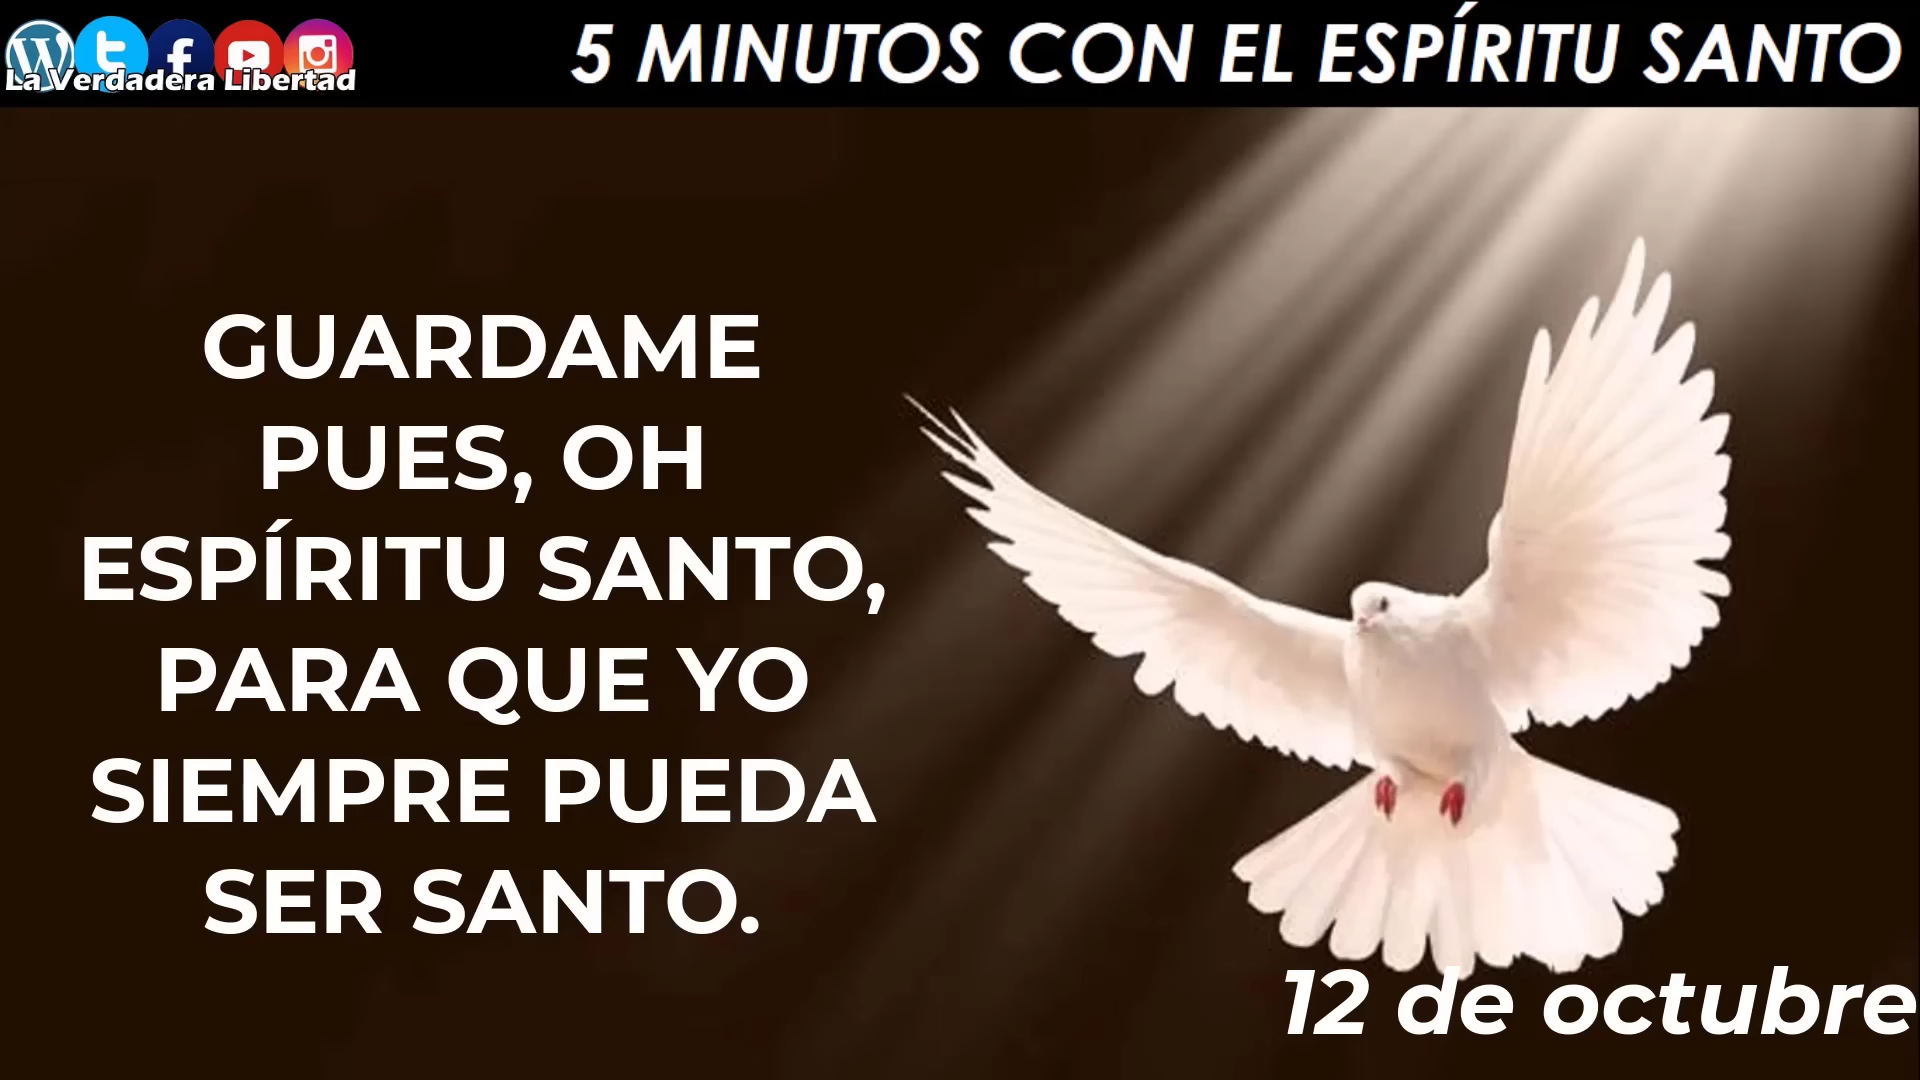 La Verdadera Libertad
5 MINUTOS CON EL ESPÍRITU SANTO
GUARDAME
PUES, OH
ESPÍRITU SANTO,
PARA QUE YO
SIEMPRE PUEDA
SER SANTO.
12 de octubre